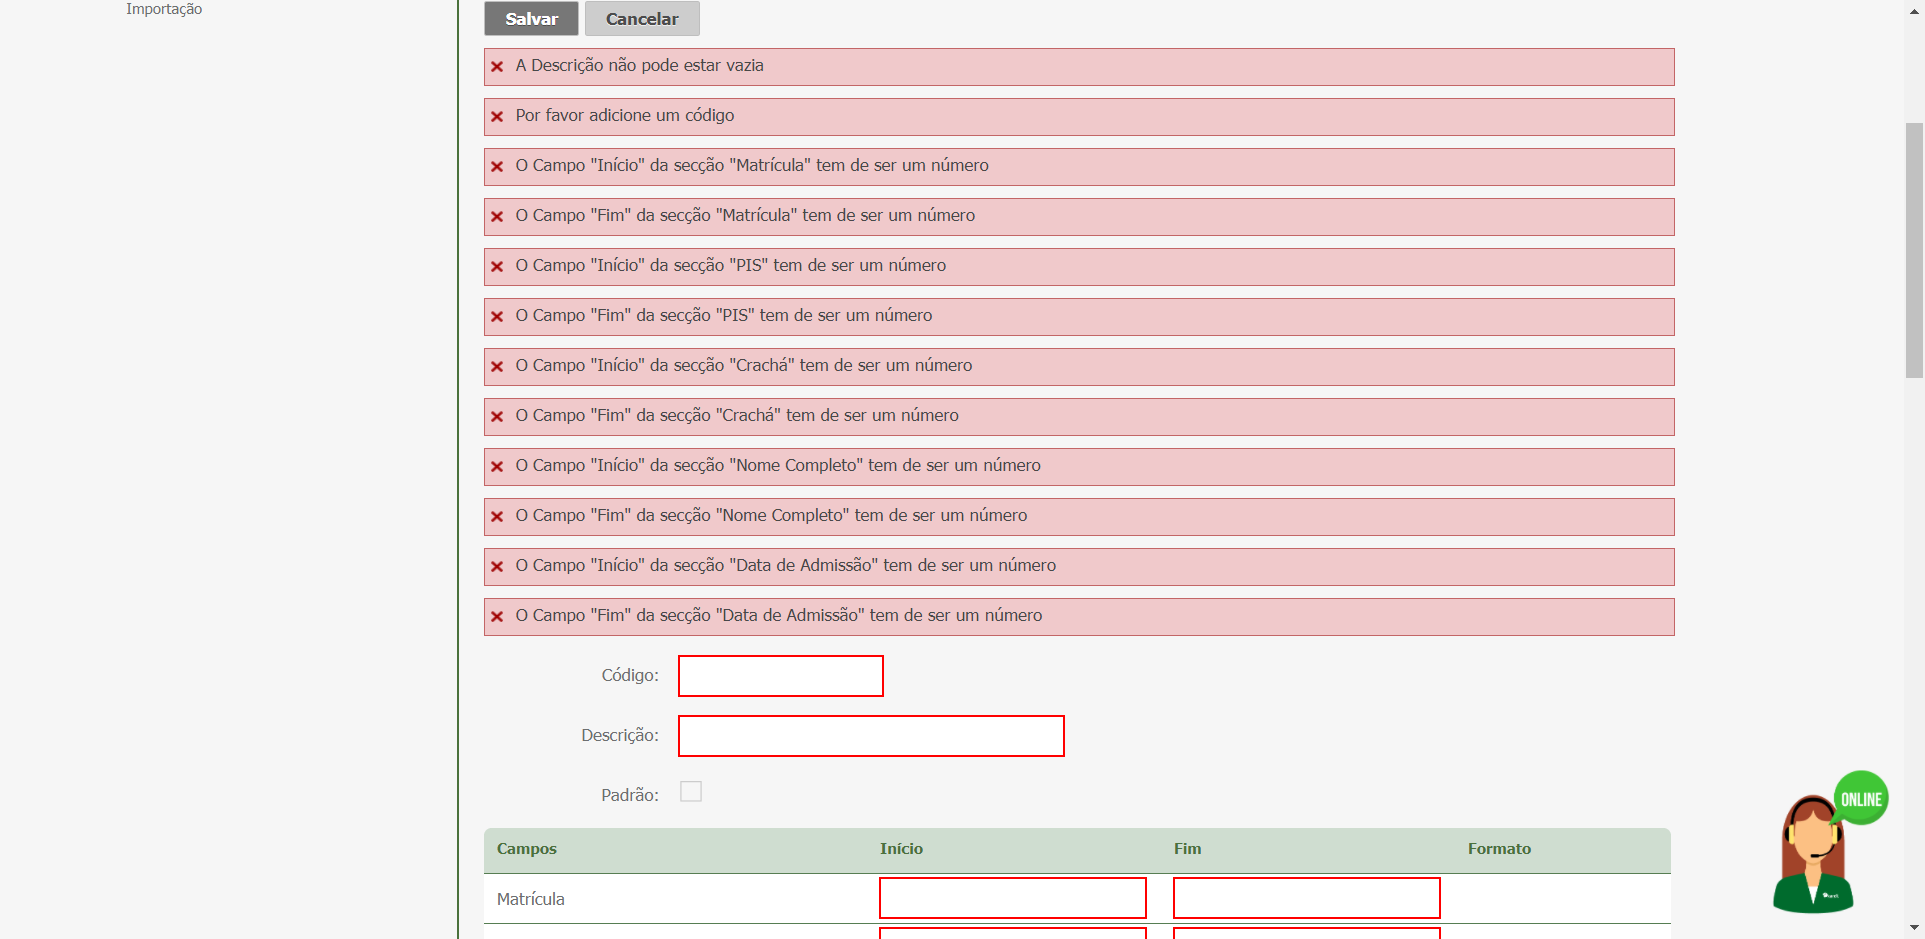 Importação
Salvar Cancelar
A Descrição não pode estar vazia
Por favor adicione um código
O Campo "Início" da secção "Matrícula" tem de ser um número
O Campo "Fim" da secção "Matrícula" tem de ser um número
O Campo "Início" da secção "PIS" tem de ser um número
O Campo "Fim" da secção "PIS" tem de ser um número
O Campo "Início" da secção "Crachá" tem de ser um número
O Campo "Fim" da secção "Crachá" tem de ser um número
O Campo "Início" da secção "Nome Completo" tem de ser um número
O Campo "Fim" da secção "Nome Completo" tem de ser um número
O Campo "Início" da secção "Data de Admissão" tem de ser um número
O Campo "Fim" da secção "Data de Admissão" tem de ser um número
Código:
Descrição:
Padrão:
ONLINE
Campos Início Fim Formato
Matrícula